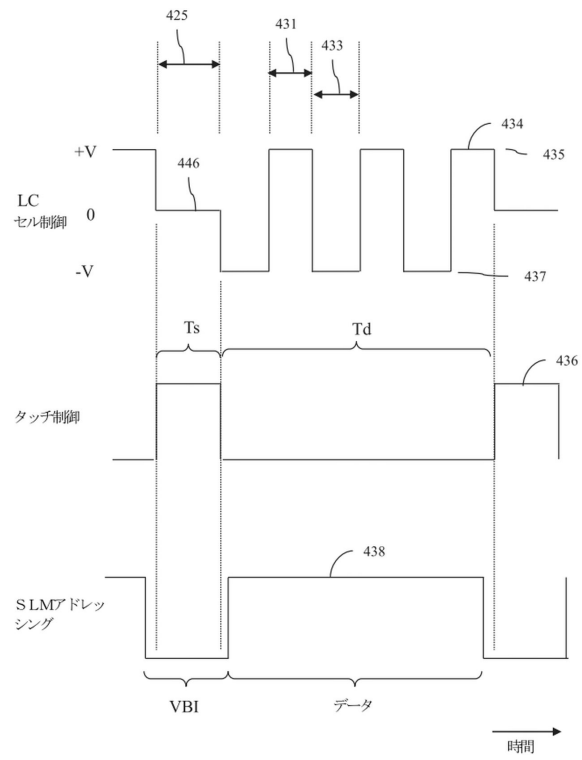 425
431
433
434
+V
435
446
LC
セル制御
0
-V
437
Ts
Td
436
タッチ制御
438
ＳＬＭアドレッ
シング
VBI
データ
時間